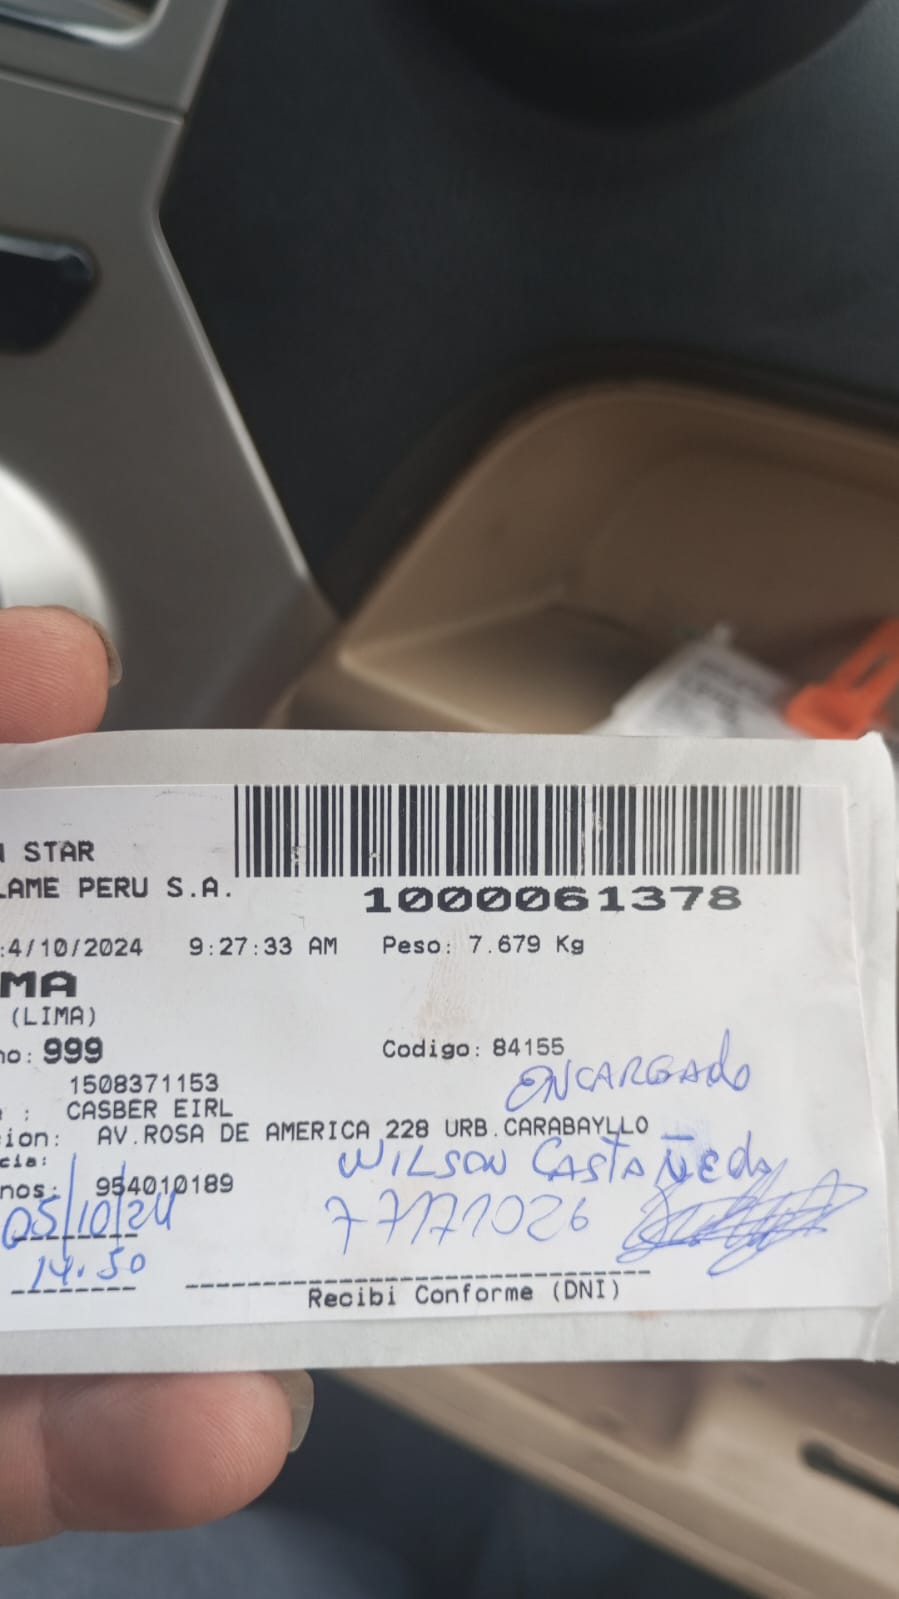 STAR
LAME PERU S.A.
1000061378
:4/10/2024 9:27:33 AM Peso: 7.679 Kg
MA
(LIMA)
no: 999 Codigo: 84155
1508371153
ENCARGADO
: CASBER EIRL
ion: AV.ROSA DE AMERICA 228 URB.CARABAYLLO
cia:
WILSON CASTAÑEDA
nos: 954010189
05/10/24
77171026
14.50
Recibi Conforme (DNI)